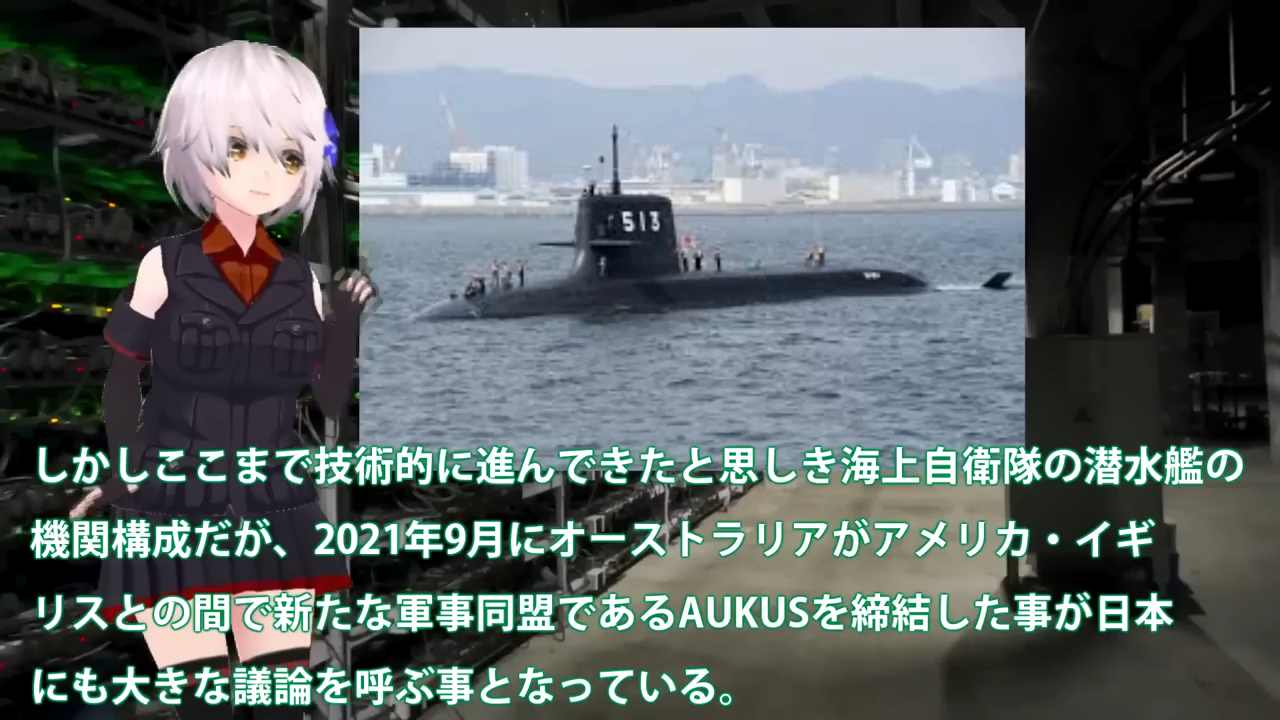 513
しかしここまで技術的に進んできたと思しき海上自衛隊の潜水艦の
機関構成だが、2021年9月にオーストラリアがアメリカ・イギ
リスとの間で新たな軍事同盟であるAUKUSを締結した事が日本
にも大きな議論を呼ぶ事となっている。